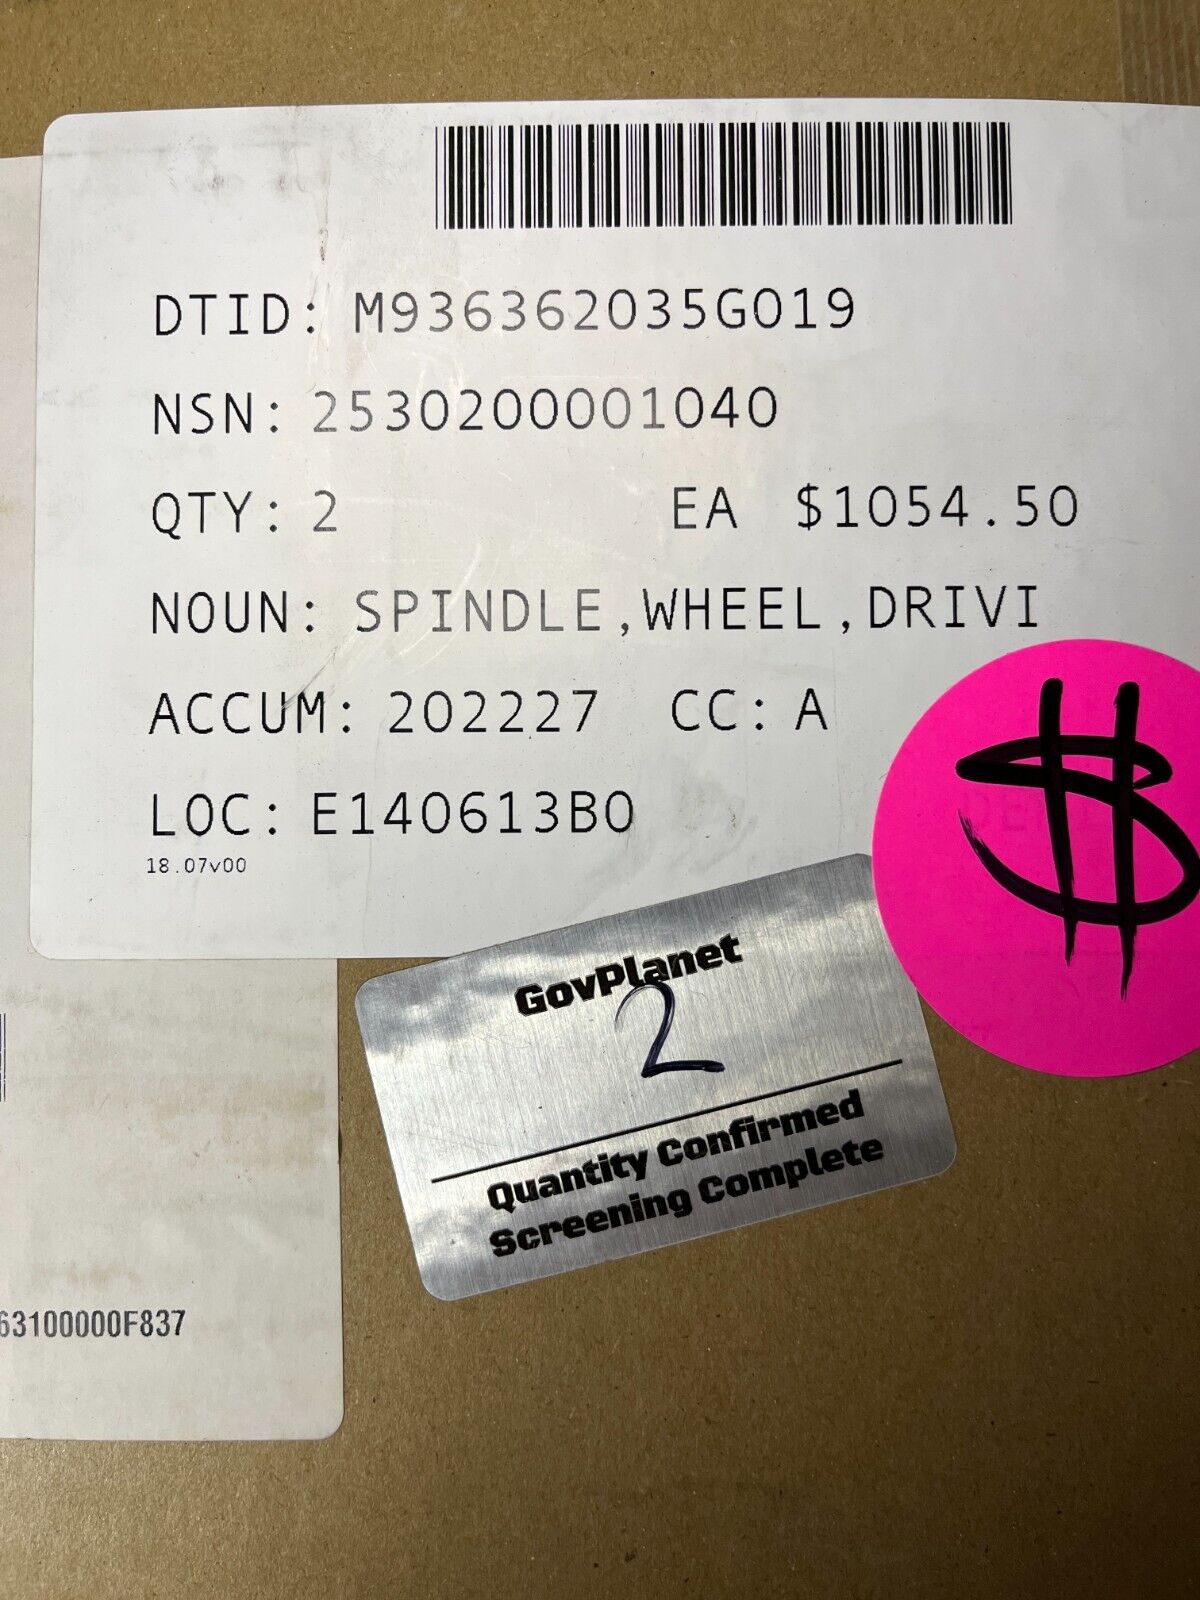 DTID: M936362035G019
NSN: 2530200001040
QTY: 2 EA $1054.50
NOUN: SPINDLE,WHEEL,DRIVI
ACCUM: 202227 CC: A
LOC: E140613B0
18.07v00
$
GovPlanet
2
Quantity Confirmed
Screening Complete
63100000F837